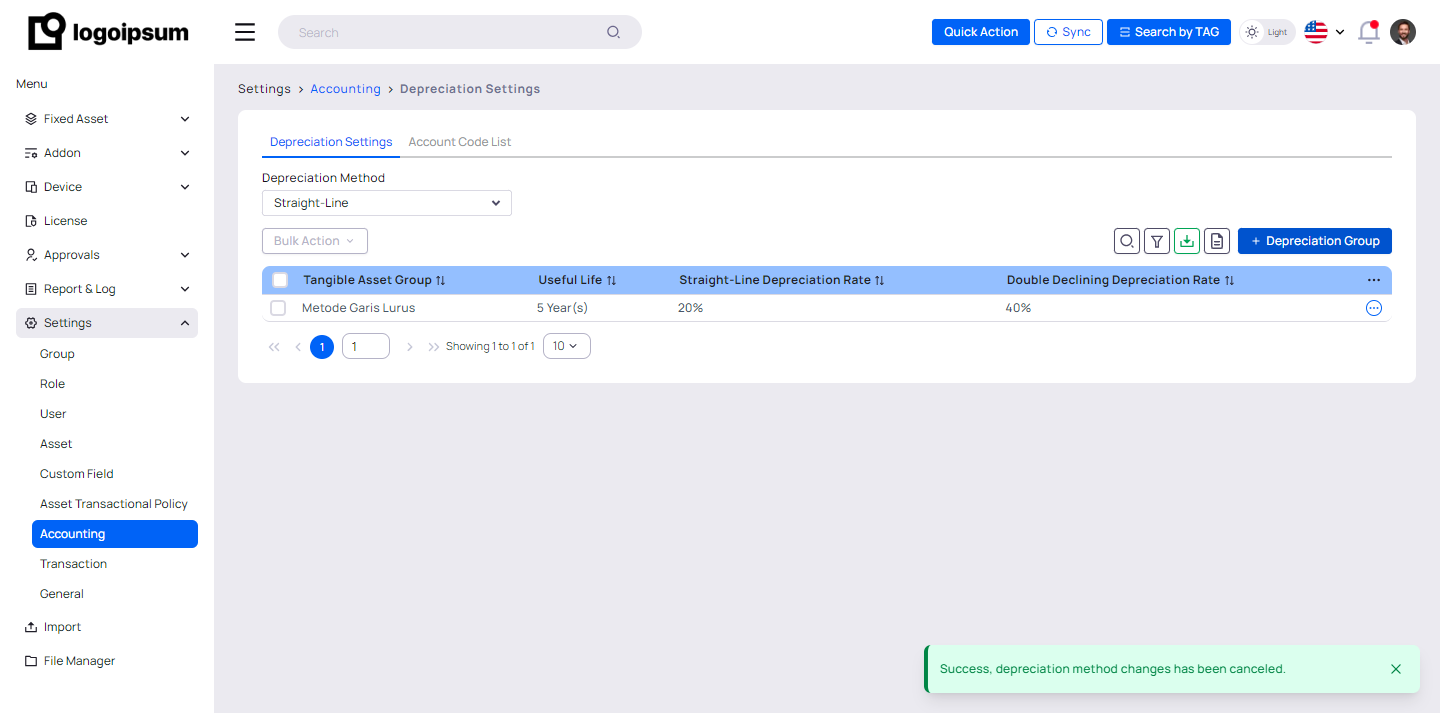 logoipsum
Search
Quick Action
Sync
Search by TAG
Light
Menu
Fixed Asset
Addon
Device
License
Approvals
Report & Log
Settings
Group
Role
User
Asset
Custom Field
Asset Transactional Policy
Accounting
Transaction
General
Import
File Manager
Settings > Accounting > Depreciation Settings
Depreciation Settings Account Code List
Depreciation Method
Straight-Line
Bulk Action
+ Depreciation Group
Tangible Asset Group Useful Life Straight-Line Depreciation Rate Double Declining Depreciation Rate ...
Metode Garis Lurus 5 Year(s) 20% 40%
1 1 Showing 1 to 1 of 1 10
Success, depreciation method changes has been canceled.